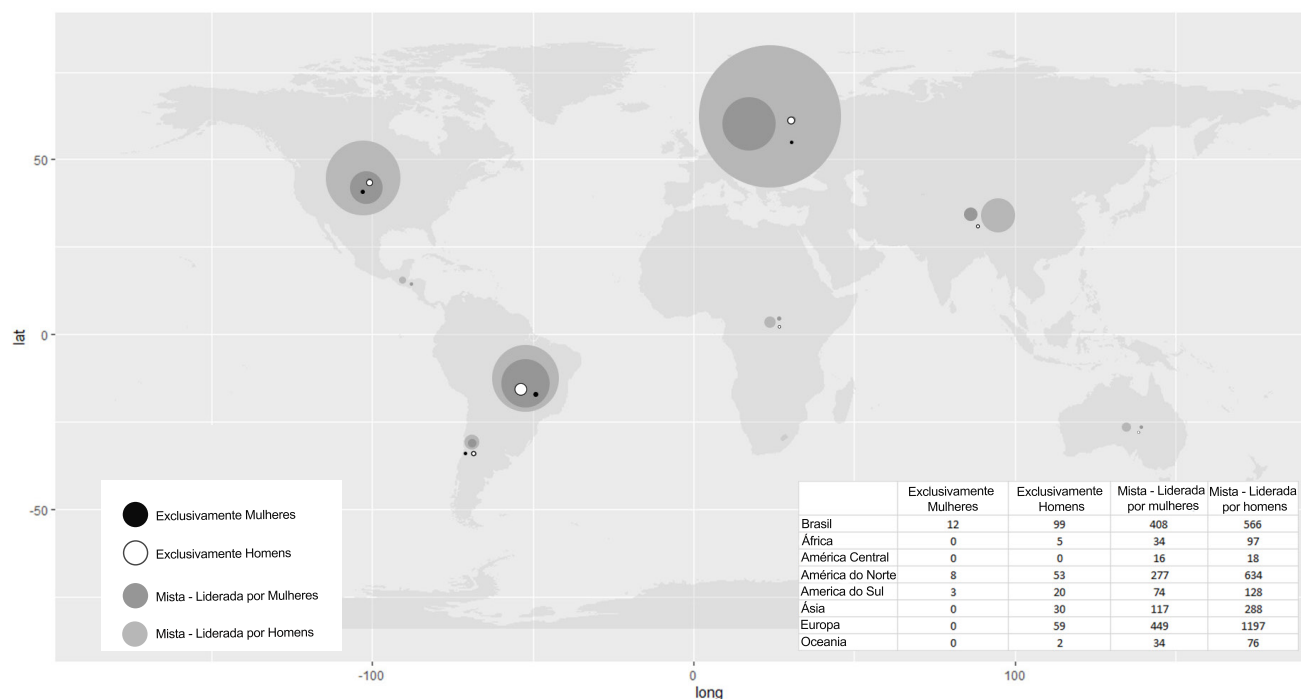 50
0
-50
lat
-100
0
100
long
Exclusivamente Mulheres
Exclusivamente Homens
Mista - Liderada por Mulheres
Mista - Liderada por Homens
Exclusivamente Mulheres Exclusivamente Homens Mista - Liderada por mulheres Mista - Liderada por homens
Brasil 12 99 408 566
África 0 5 34 97
América Central 0 0 16 18
América do Norte 8 53 277 634
America do Sul 3 20 74 128
Ásia 0 30 117 288
Europa 0 59 449 1197
Oceania 0 2 34 76